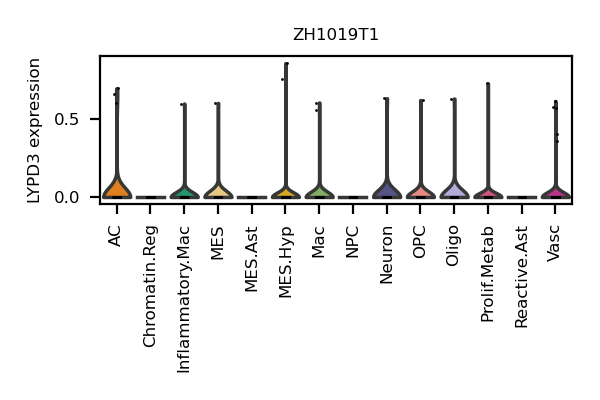 ZH1019T1
LYPD3 expression
0.5
0.0
AC
Chromatin.Reg
Inflammatory.Mac
MES
MES.Ast
MES.Hyp
Mac
NPC
Neuron
OPC
Oligo
Prolif.Metab
Reactive.Ast
Vasc